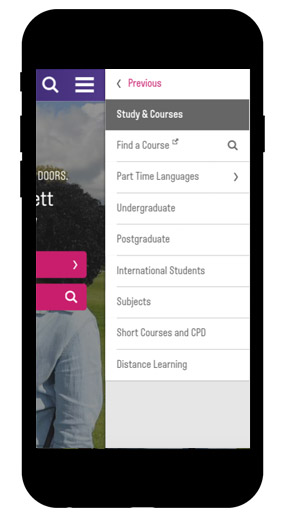 Previous
Study & Courses
Find a Course
Part Time Languages
Undergraduate
Postgraduate
International Students
Subjects
Short Courses and CPD
Distance Learning
DOORS.
ett